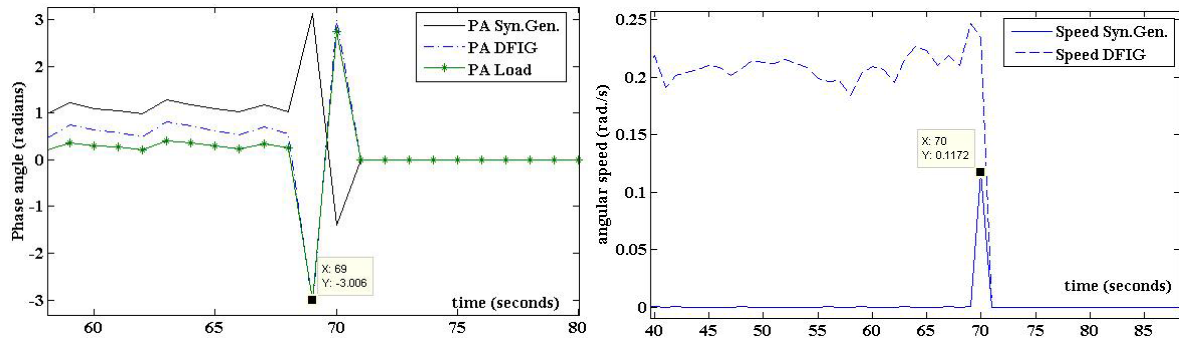 3
2
1
0
-1
-2
-3
Phase angle (radians)
PA Syn.Gen.
PA DFIG
PA Load
X: 69
Y: -3.006
time (seconds)
60
65
70
75
80
0.25
0.2
0.15
0.1
0.05
0
angular speed (rad./s)
Speed Syn.Gen.
Speed DFIG
X: 70
Y: 0.1172
time (seconds)
40
45
50
55
60
65
70
75
80
85